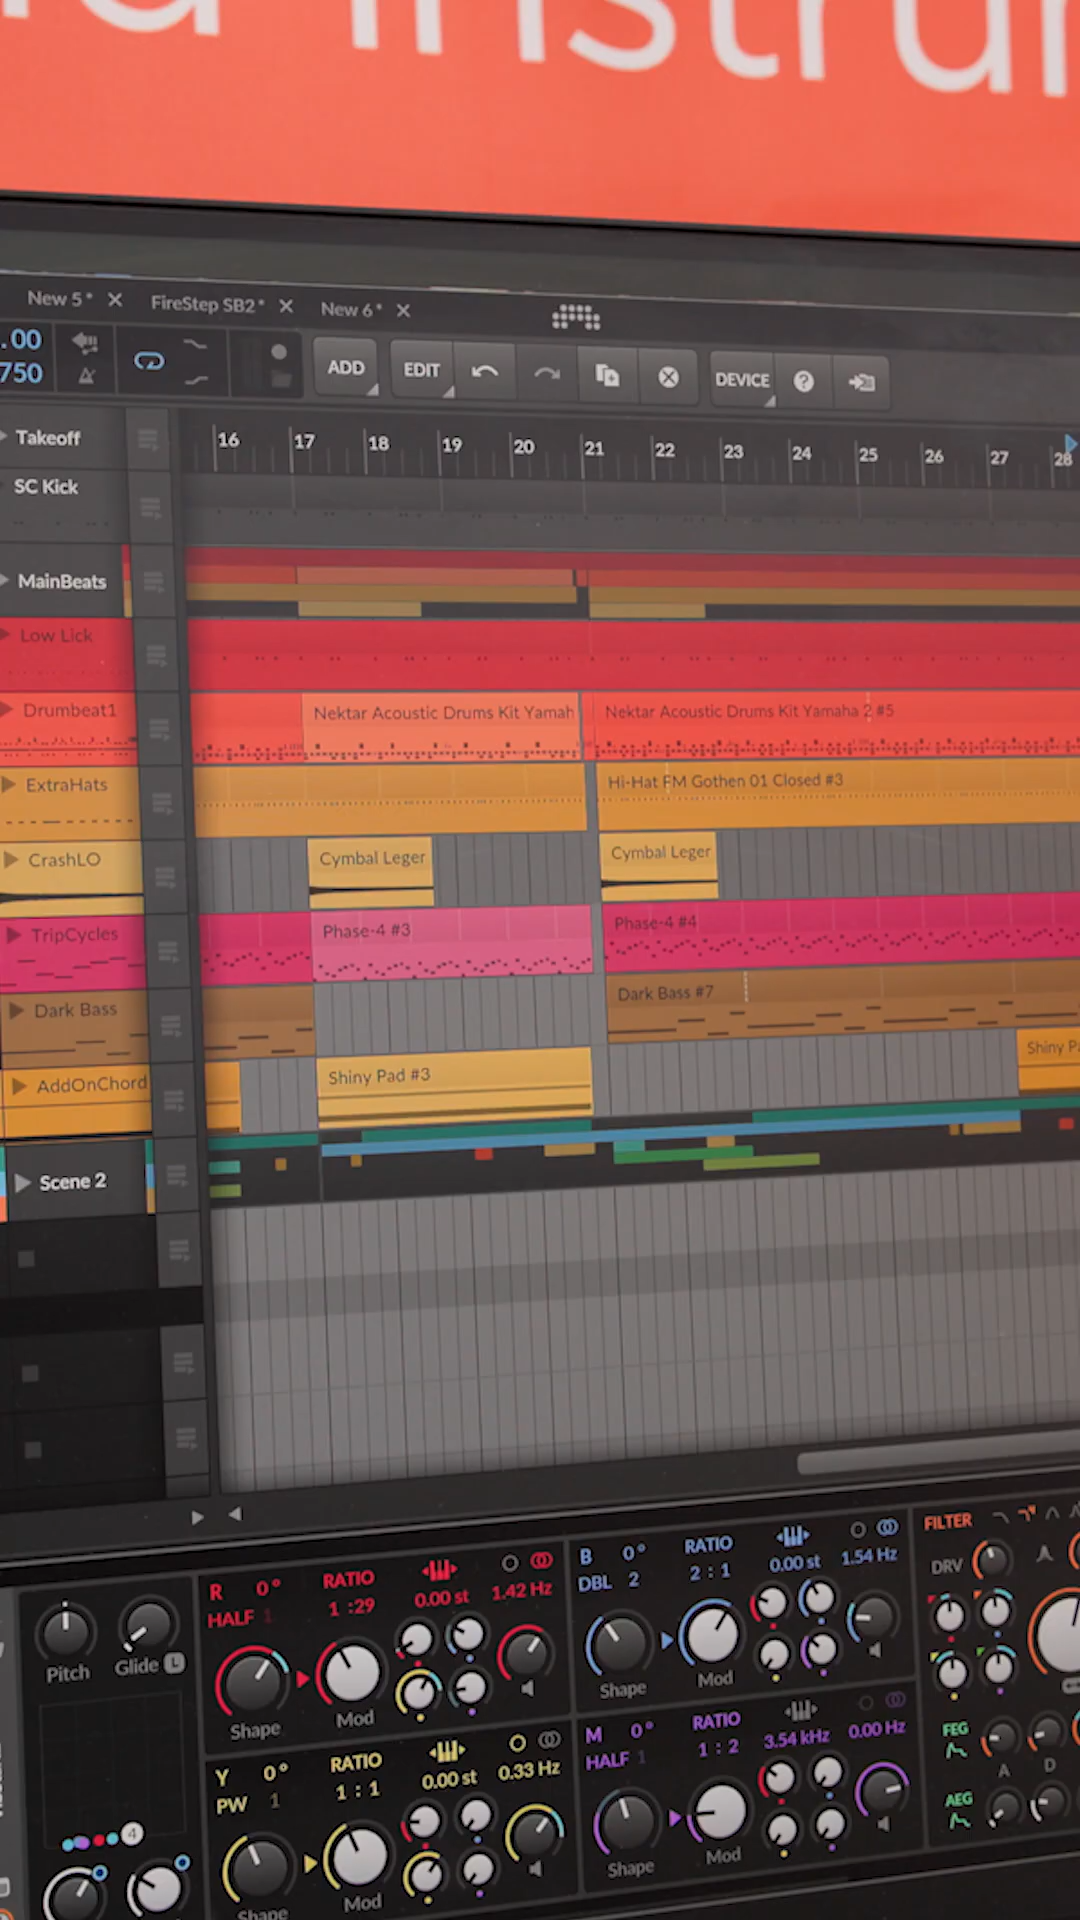 Instru
New 5* ×
FireStep SB2* ×
New 6* ×
.00
750
ADD
EDIT
DEVICE
?
Takeoff
16 17 18 19 20 21 22 23 24 25 26 27 28
SC Kick
MainBeats
Low Lick
Drumbeat1
Nektar Acoustic Drums Kit Yamah
Nektar Acoustic Drums Kit Yamaha 2 #5
ExtraHats
Hi-Hat FM Gothen 01 Closed #3
CrashLO
Cymbal Leger
Cymbal Leger
TripCycles
Phase-4 #3
Phase-4 #4
Dark Bass
Dark Bass #7
AddOnChord
Shiny Pad #3
Shiny Pa
Scene 2
Pitch
Glide L
4
R 0°
HALF 1
RATIO
1 :29
0.00 st
1.42 Hz
Shape
Mod
B 0°
DBL 2
RATIO
2 : 1
0.00 st
1.54 Hz
Shape
Mod
FILTER
DRV
Y 0°
PW 1
RATIO
1 : 1
0.00 st
0.33 Hz
Shape
Mod
M 0°
HALF 1
RATIO
1 : 2
3.54 kHz
0.00 Hz
Shape
Mod
FEG
A
D
AEG